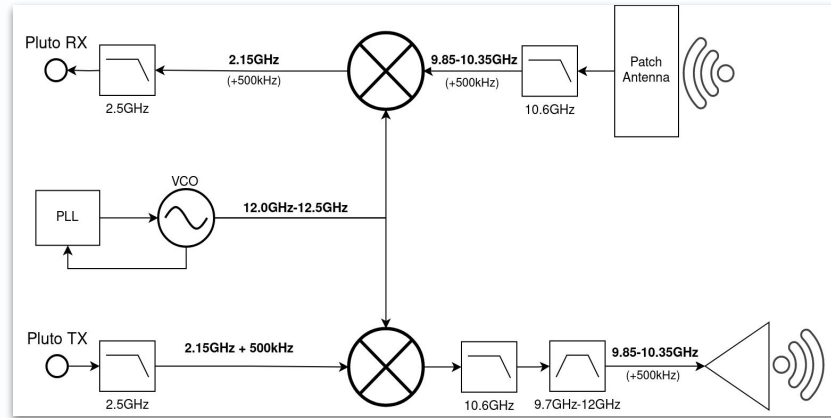 Pluto RX
2.5GHz
2.15GHz
(+500kHz)
9.85-10.35GHz
(+500kHz)
10.6GHz
Patch
Antenna
PLL
VCO
12.0GHz-12.5GHz
Pluto TX
2.5GHz
2.15GHz + 500kHz
10.6GHz
9.7GHz-12GHz
9.85-10.35GHz
(+500kHz)